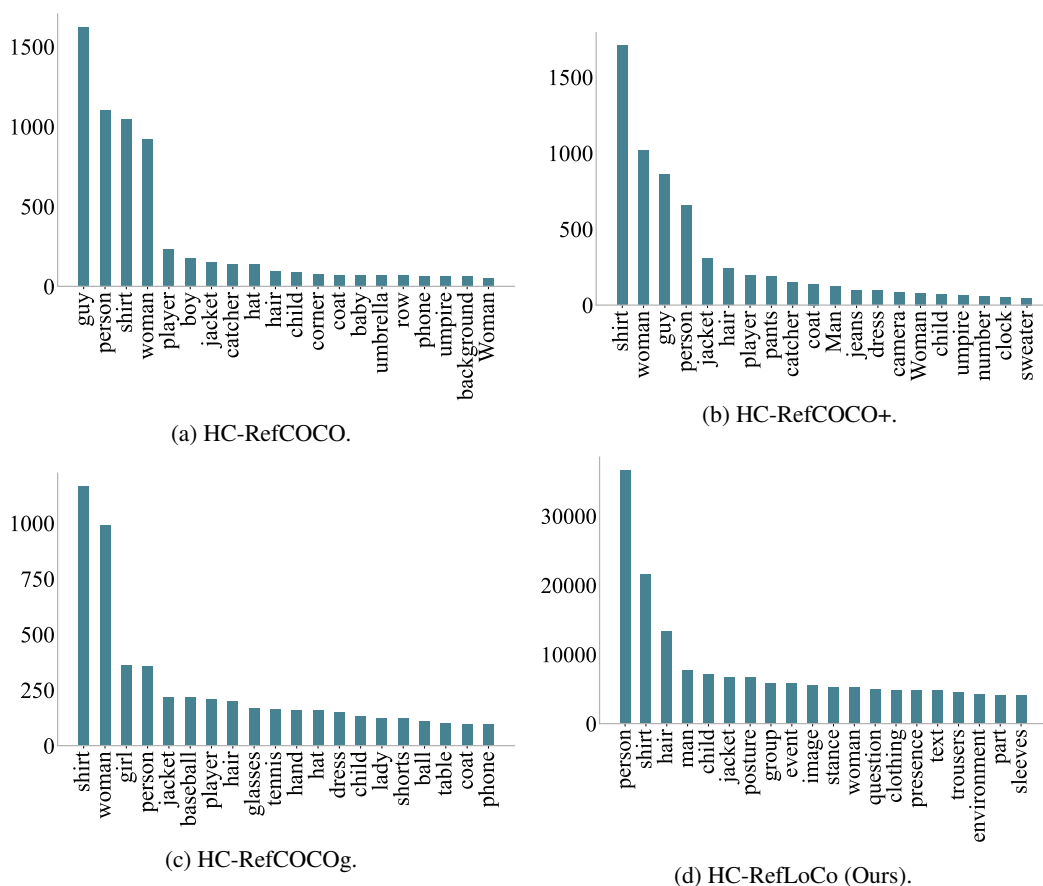 1500
1000
500
0
guy
person
shirt
woman
player
boy
jacket
catcher
hat
hair
child
corner
coat
baby
umbrella
row
phone
umpire
background
Woman
(a) HC-RefCOCO.
1500
1000
500
0
shirt
woman
guy
person
jacket
hair
player
pants
catcher
coat
Man
jeans
dress
camera
Woman
child
umpire
number
clock
sweater
(b) HC-RefCOCO+.
1000
750
500
250
0
shirt
woman
girl
person
jacket
baseball
player
hair
glasses
tennis
hand
hat
dress
child
lady
shorts
ball
table
coat
phone
(c) HC-RefCOCOg.
30000
20000
10000
0
person
shirt
hair
man
child
jacket
posture
group
event
image
stance
woman
question
clothing
presence
text
trousers
environment
part
sleeves
(d) HC-RefLoCo (Ours).